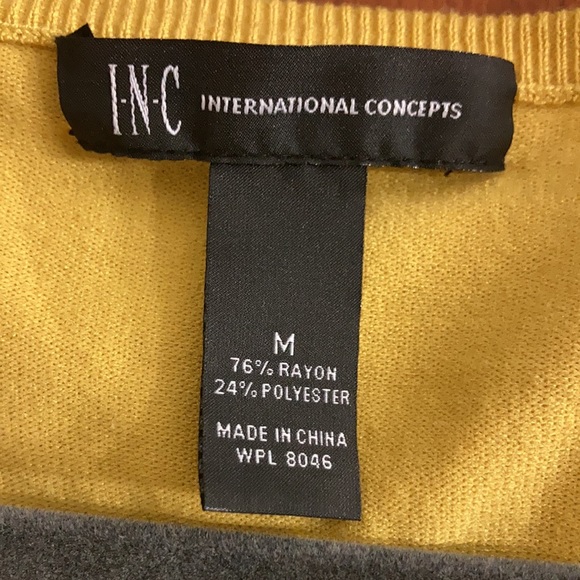 I·N·C INTERNATIONAL CONCEPTS
M
76% RAYON
24% POLYESTER
MADE IN CHINA
WPL 8046